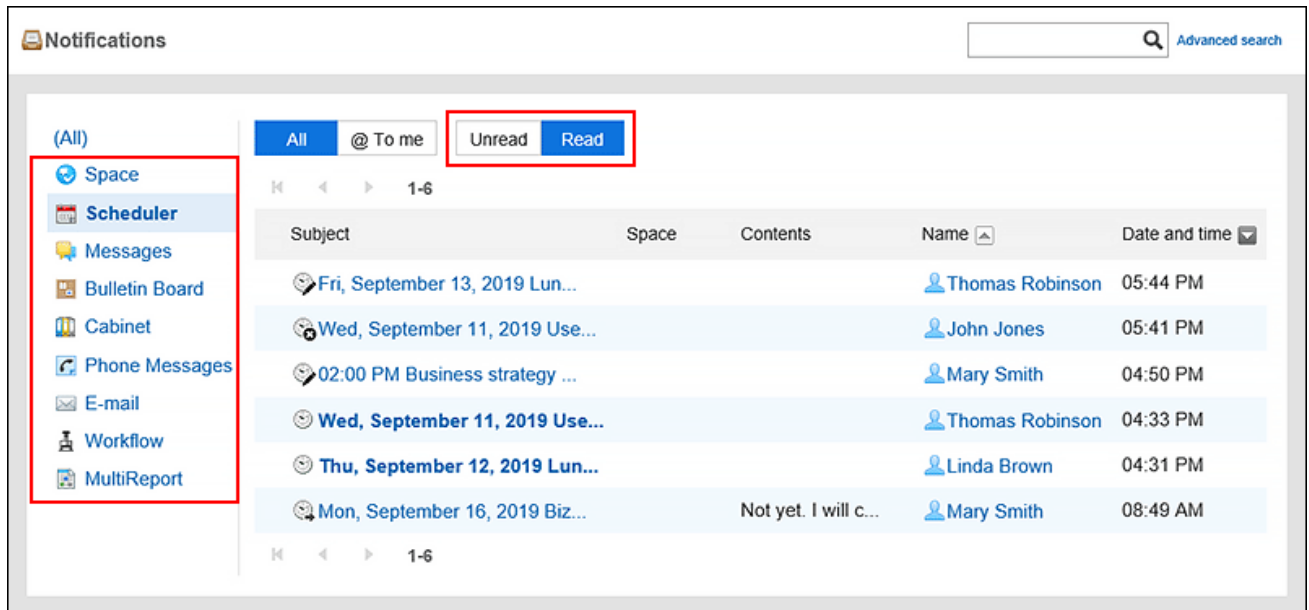 Notifications
Advanced search
(All)
Space
Scheduler
Messages
Bulletin Board
Cabinet
Phone Messages
E-mail
Workflow
MultiReport
All @ To me Unread Read
1-6
Subject Space Contents Name Date and time
Fri, September 13, 2019 Lun... Thomas Robinson 05:44 PM
Wed, September 11, 2019 Use... John Jones 05:41 PM
02:00 PM Business strategy ... Mary Smith 04:50 PM
Wed, September 11, 2019 Use... Thomas Robinson 04:33 PM
Thu, September 12, 2019 Lun... Linda Brown 04:31 PM
Mon, September 16, 2019 Biz... Not yet. I will c... Mary Smith 08:49 AM
1-6